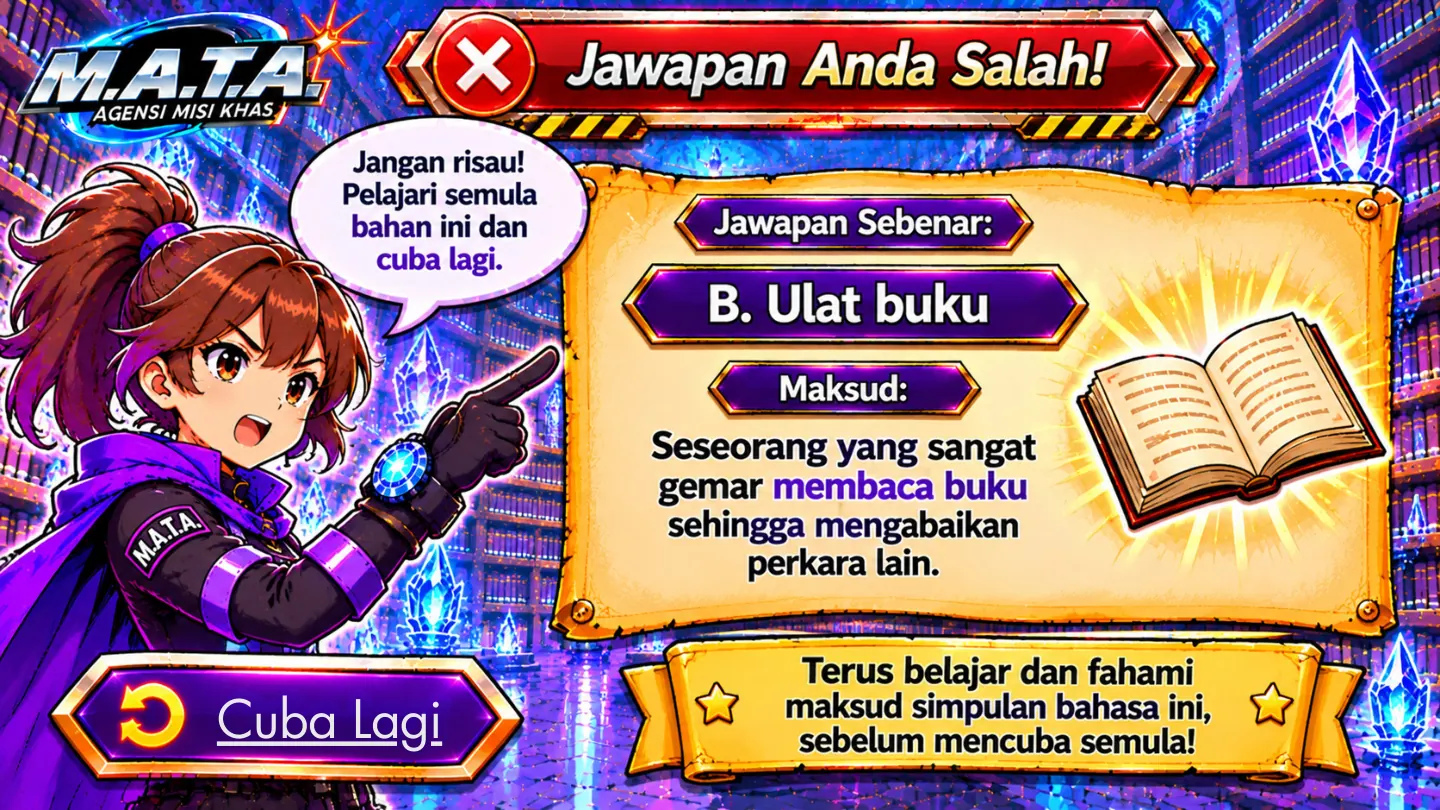 M.A.T.A.
AGENSI MISI KHAS
Jawapan Anda Salah!
Jangan risau!
Pelajari semula
bahan ini dan
cuba lagi.
Jawapan Sebenar:
B. Ulat buku
Maksud:
Seseorang yang sangat
gemar membaca buku
sehingga mengabaikan
perkara lain.
M.A.T.A.
Cuba Lagi
Terus belajar dan fahami
maksud simpulan bahasa ini,
sebelum mencuba semula!